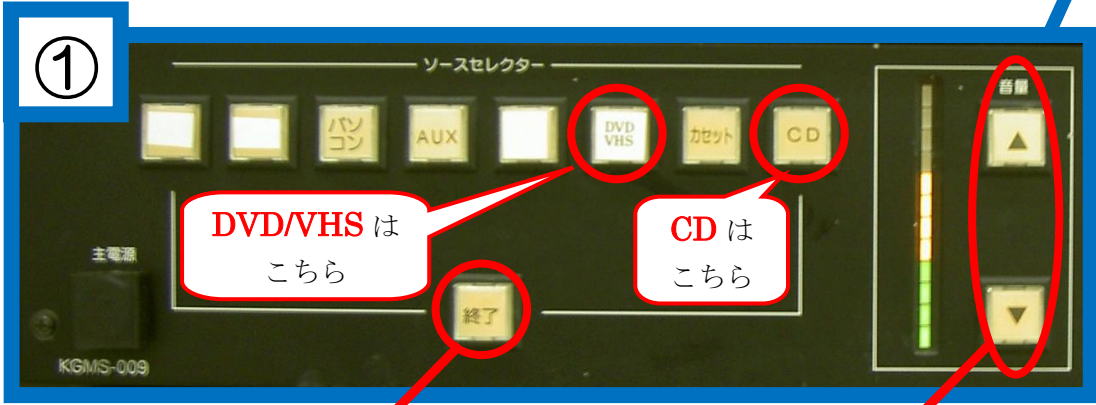 ①
ソースセレクター
音量
パソ
コン
AUX
DVD
VHS
カセット
CD
▲
DVD/VHS は
こちら
CD は
こちら
主電源
終了
▼
KGMS-009